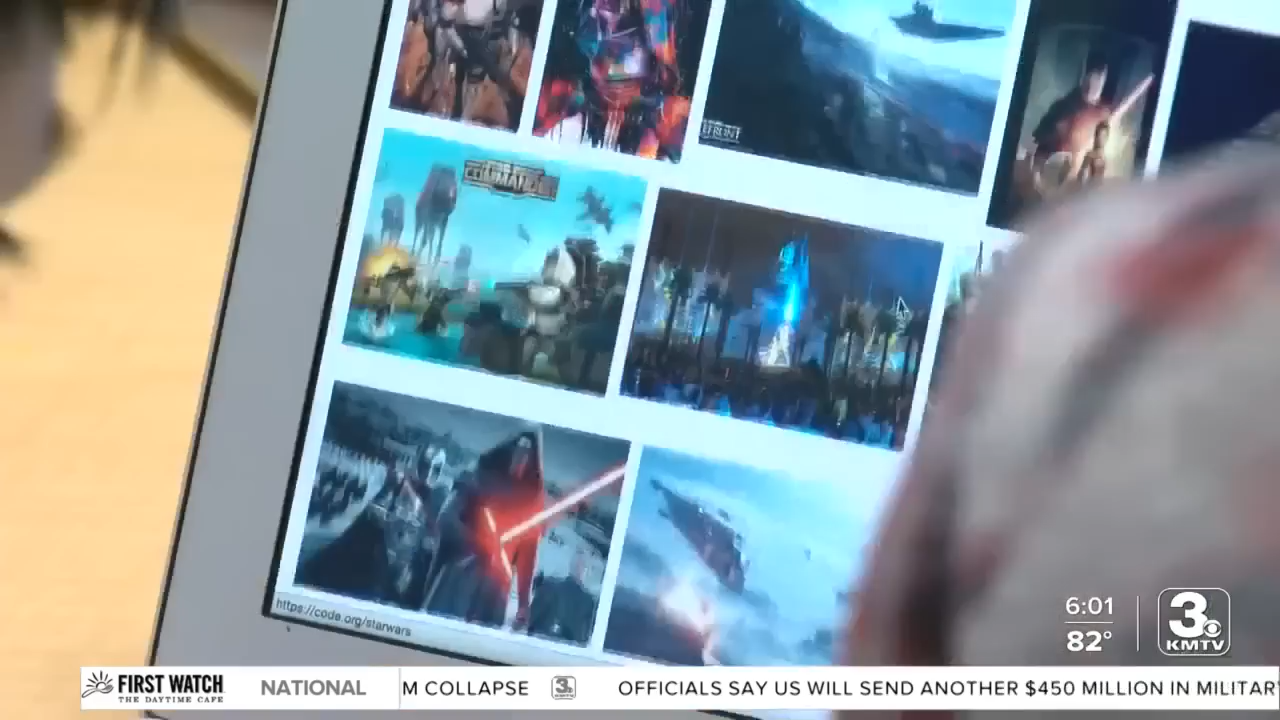 COMMANDER
https://code.org/starwars
6:01
82°
3
KMTV
FIRST WATCH
THE DAYTIME CAFE
NATIONAL
M COLLAPSE
3
OFFICIALS SAY US WILL SEND ANOTHER $450 MILLION IN MILITAR